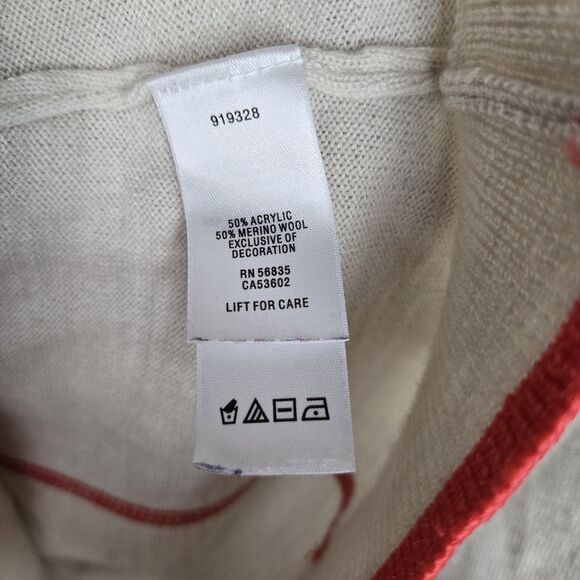 919328
50% ACRYLIC
50% MERINO WOOL
EXCLUSIVE OF
DECORATION
RN 56835
CA53602
LIFT FOR CARE